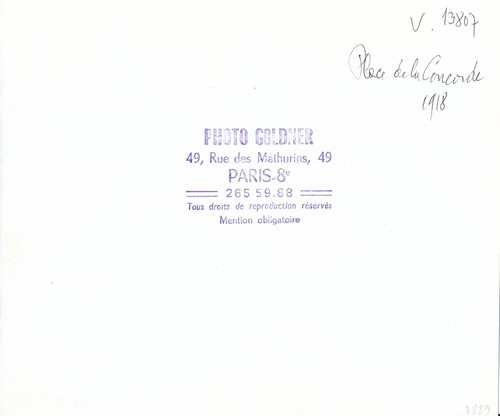 V. 13807
Place de la Concorde
1918
PHOTO GOLDNER
49, Rue des Mathurins, 49
PARIS-8e
265 59.68
Tous droits de reproduction réservés
Mention obligatoire